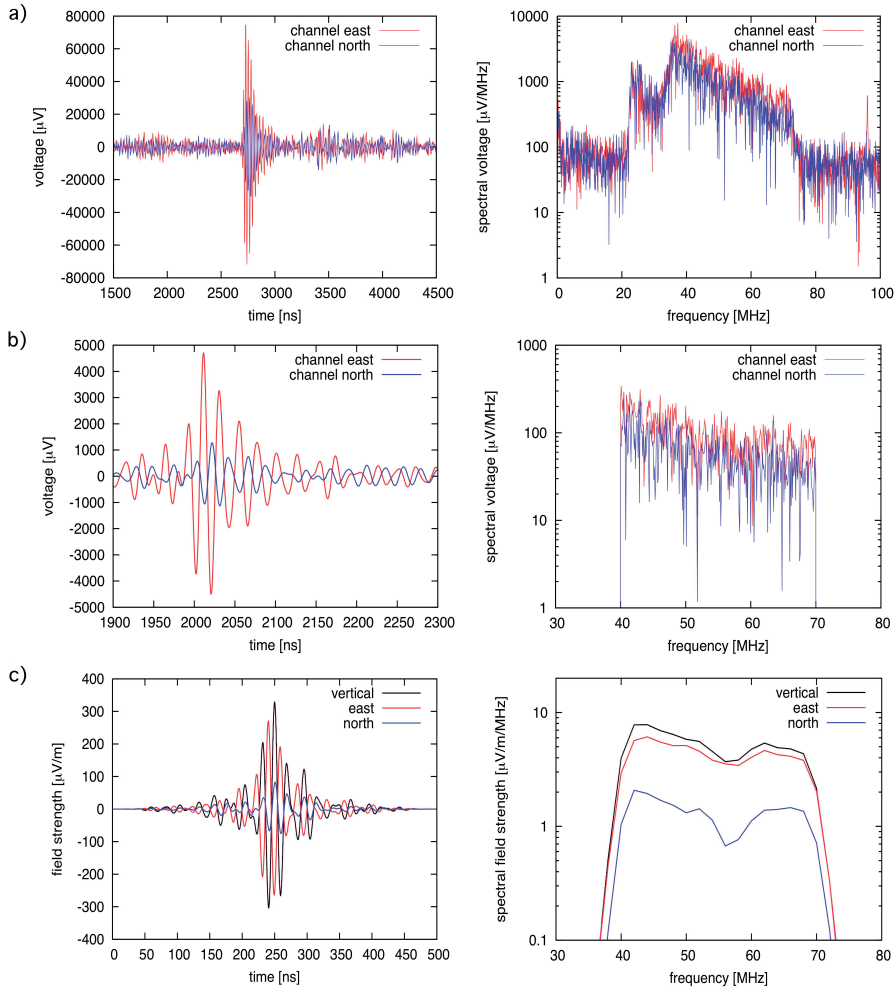 a)
80000
60000
40000
20000
0
-20000
-40000
-60000
-80000
1500 2000 2500 3000 3500 4000 4500
voltage [µV]
time [ns]
channel east
channel north
10000
1000
100
10
1
0 20 40 60 80 100
spectral voltage [µV/MHz]
frequency [MHz]
channel east
channel north
b)
5000
4000
3000
2000
1000
0
-1000
-2000
-3000
-4000
-5000
1900 1950 2000 2050 2100 2150 2200 2250 2300
voltage [µV]
time [ns]
channel east
channel north
1000
100
10
1
30 40 50 60 70 80
spectral voltage [µV/MHz]
frequency [MHz]
channel east
channel north
c)
400
300
200
100
0
-100
-200
-300
-400
0 50 100 150 200 250 300 350 400 450 500
field strength [µV/m]
time [ns]
vertical
east
north
10
1
0.1
30 40 50 60 70 80
spectral field strength [µV/m/MHz]
frequency [MHz]
vertical
east
north